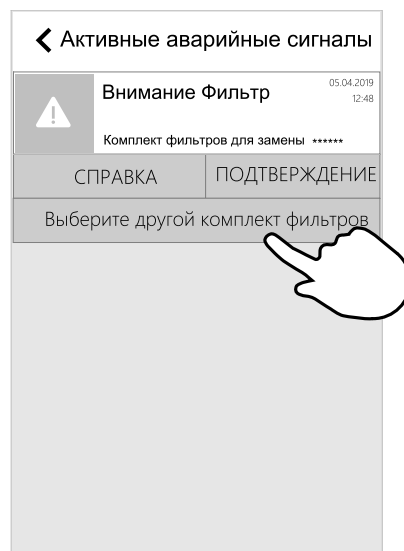 Активные аварийные сигналы
05.04.2019
Внимание Фильтр
12:48
Комплект фильтров для замены ******
СПРАВКА ПОДТВЕРЖДЕНИЕ
Выберите другой комплект фильтров